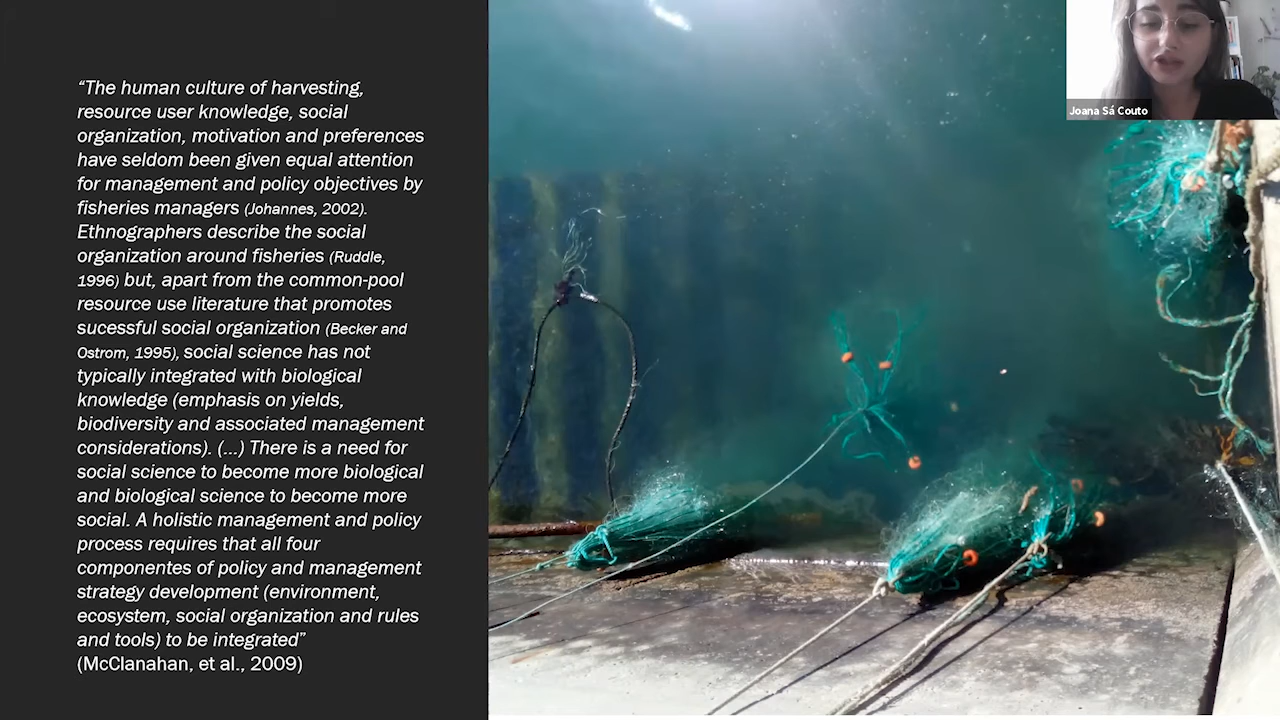 “The human culture of harvesting,
resource user knowledge, social
organization, motivation and preferences
have seldom been given equal attention
for management and policy objectives by
fisheries managers (Johannes, 2002).
Ethnographers describe the social
organization around fisheries (Ruddle,
1996) but, apart from the common-pool
resource use literature that promotes
sucessful social organization (Becker and
Ostrom, 1995), social science has not
typically integrated with biological
knowledge (emphasis on yields,
biodiversity and associated management
considerations). (...) There is a need for
social science to become more biological
and biological science to become more
social. A holistic management and policy
process requires that all four
componentes of policy and management
strategy development (environment,
ecosystem, social organization and rules
and tools) to be integrated”
(McClanahan, et al., 2009)
Joana Sá Couto